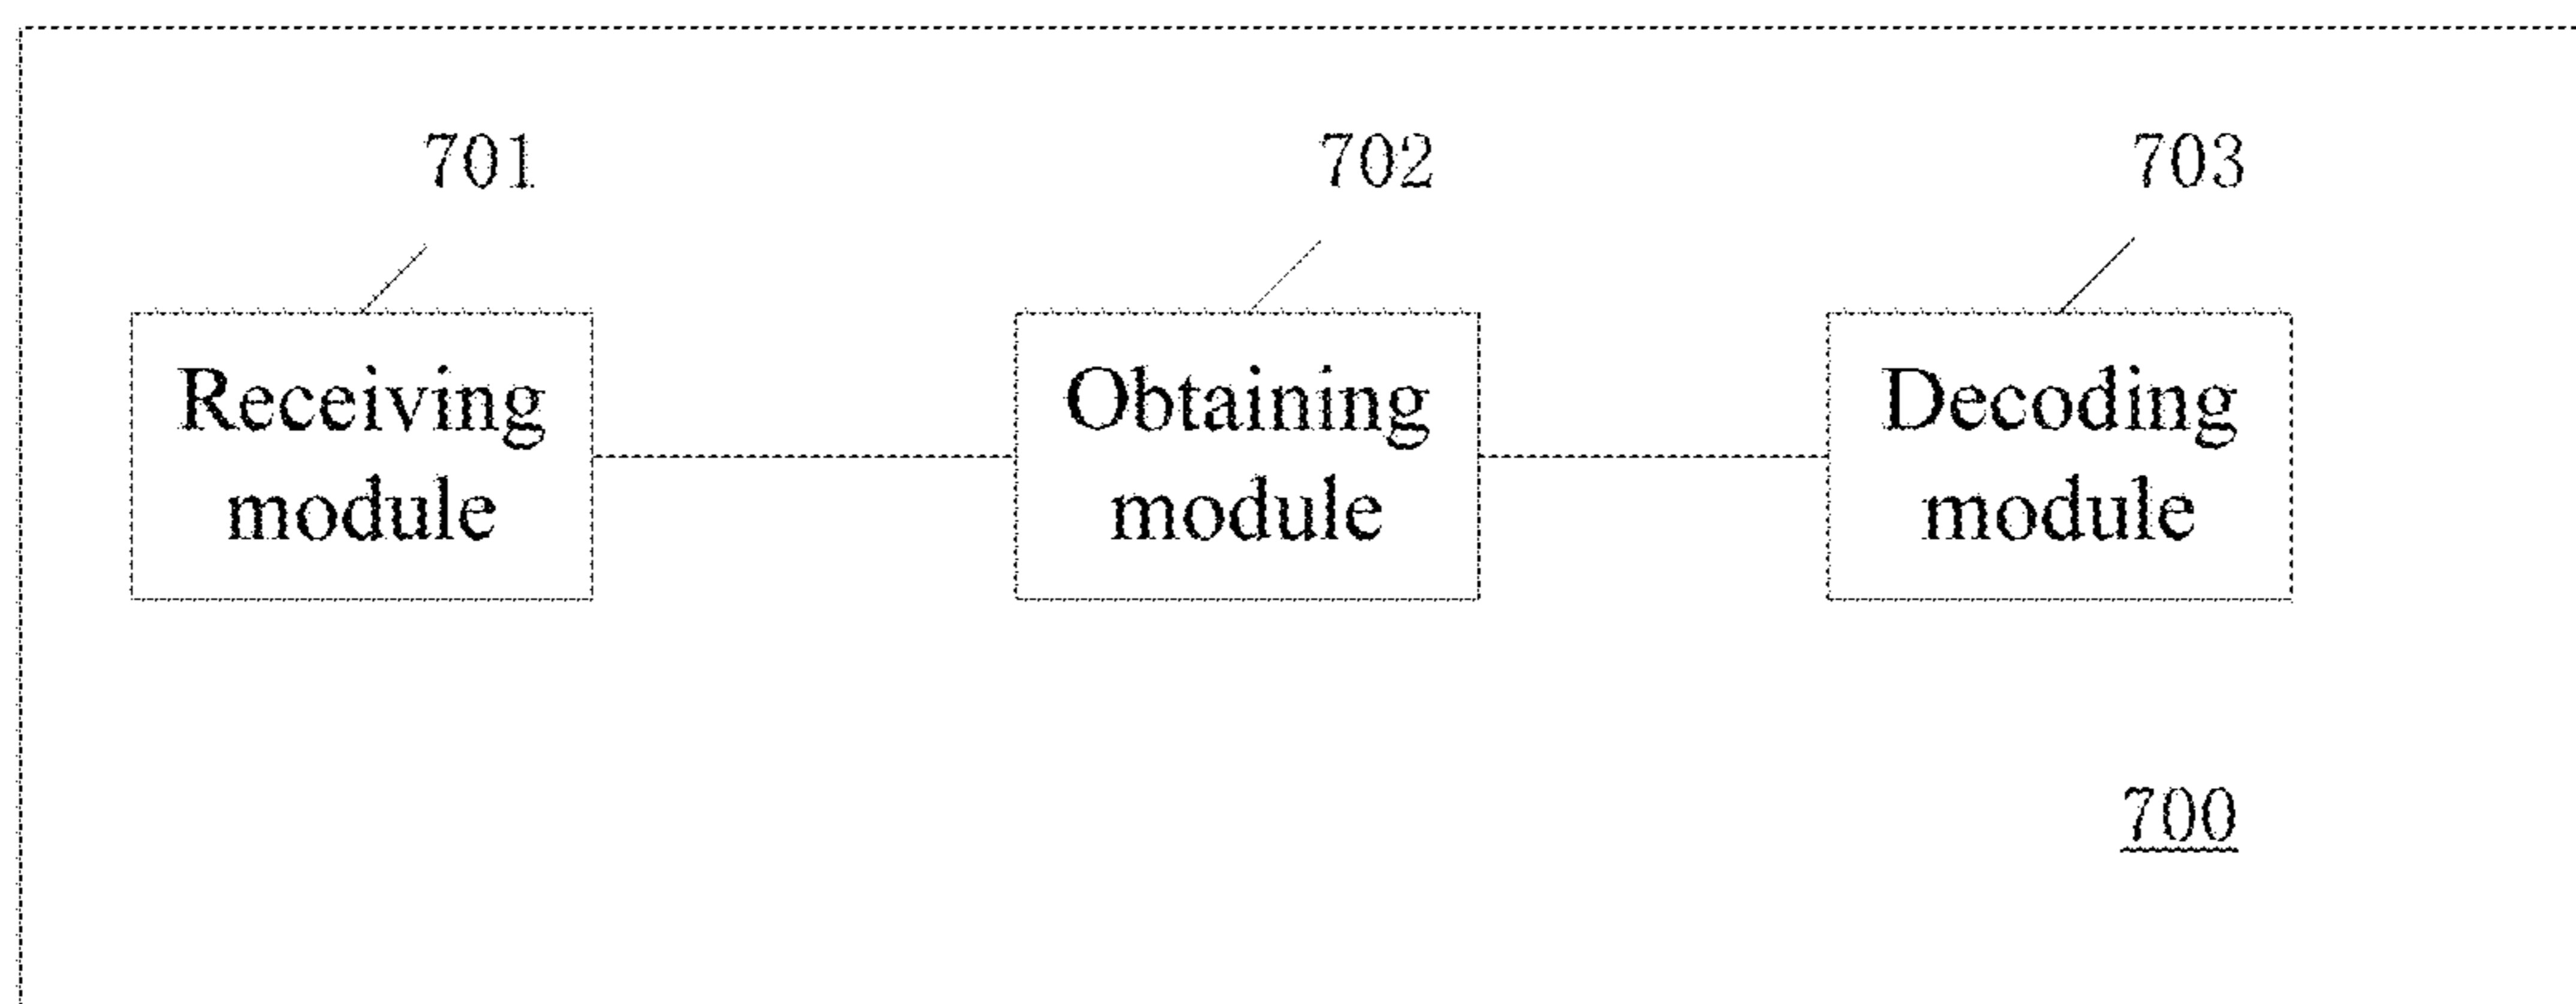 701
702
703
Receiving
module
Obtaining
module
Decoding
module
700